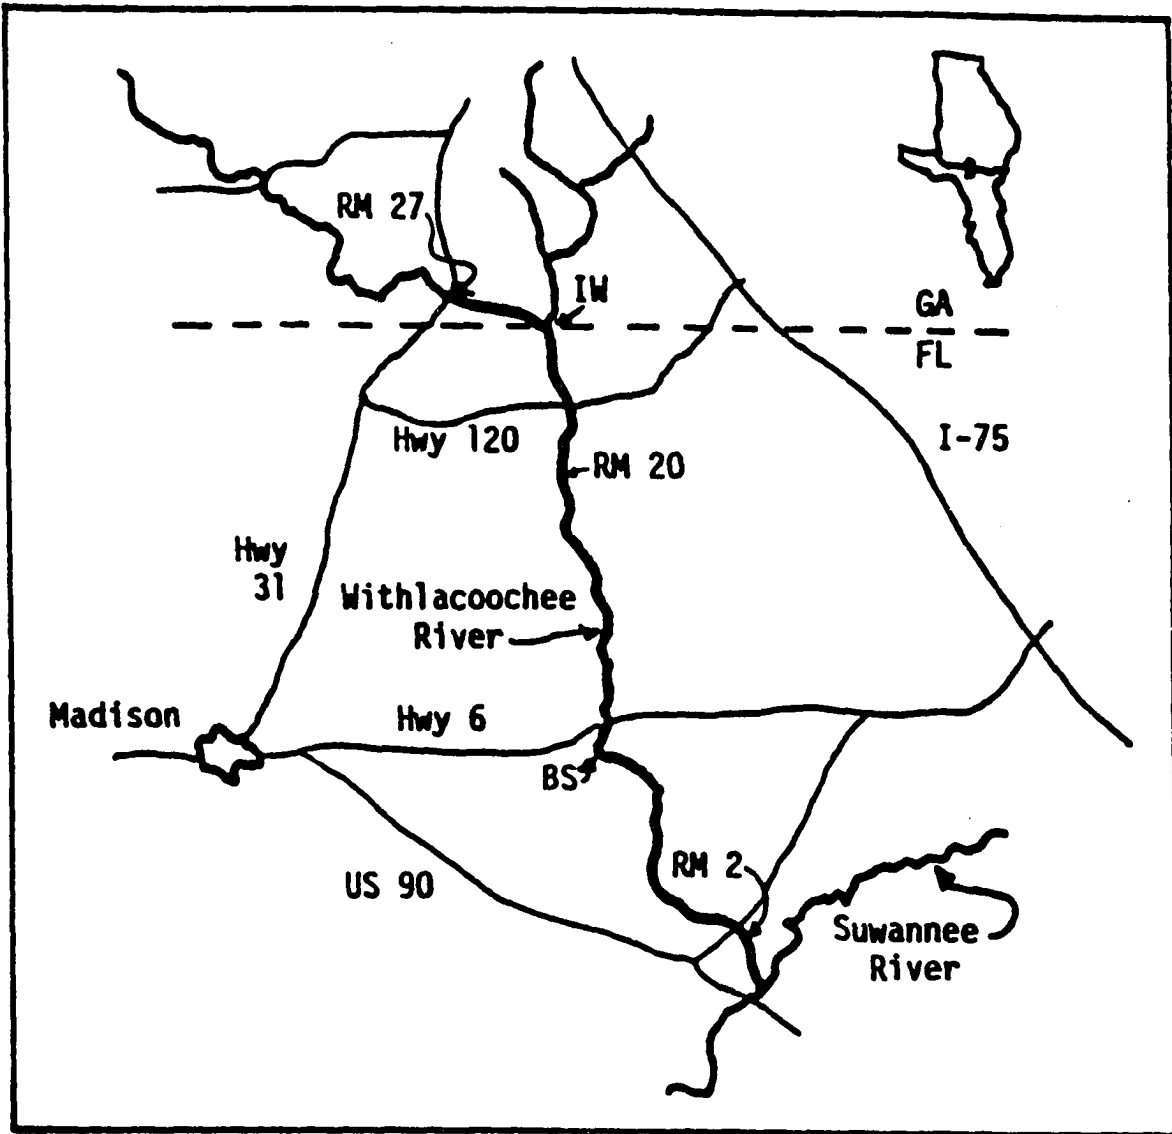 RM 27
IW
GA
FL
Hwy 120
I-75
RM 20
Hwy
31
Withlacoochee
River
Madison
Hwy 6
BS
RM 2
US 90
Suwannee
River